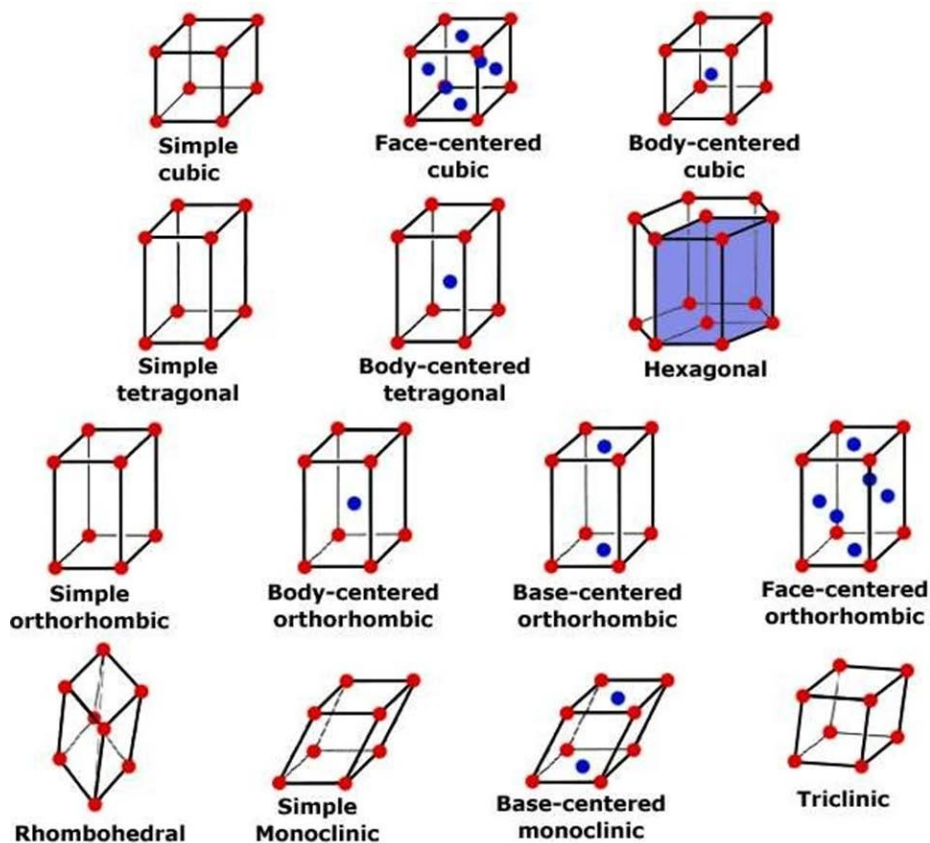 Simple
cubic
Face-centered
cubic
Body-centered
cubic
Simple
tetragonal
Body-centered
tetragonal
Hexagonal
Simple
orthorhombic
Body-centered
orthorhombic
Base-centered
orthorhombic
Face-centered
orthorhombic
Rhombohedral
Simple
Monoclinic
Base-centered
monoclinic
Triclinic